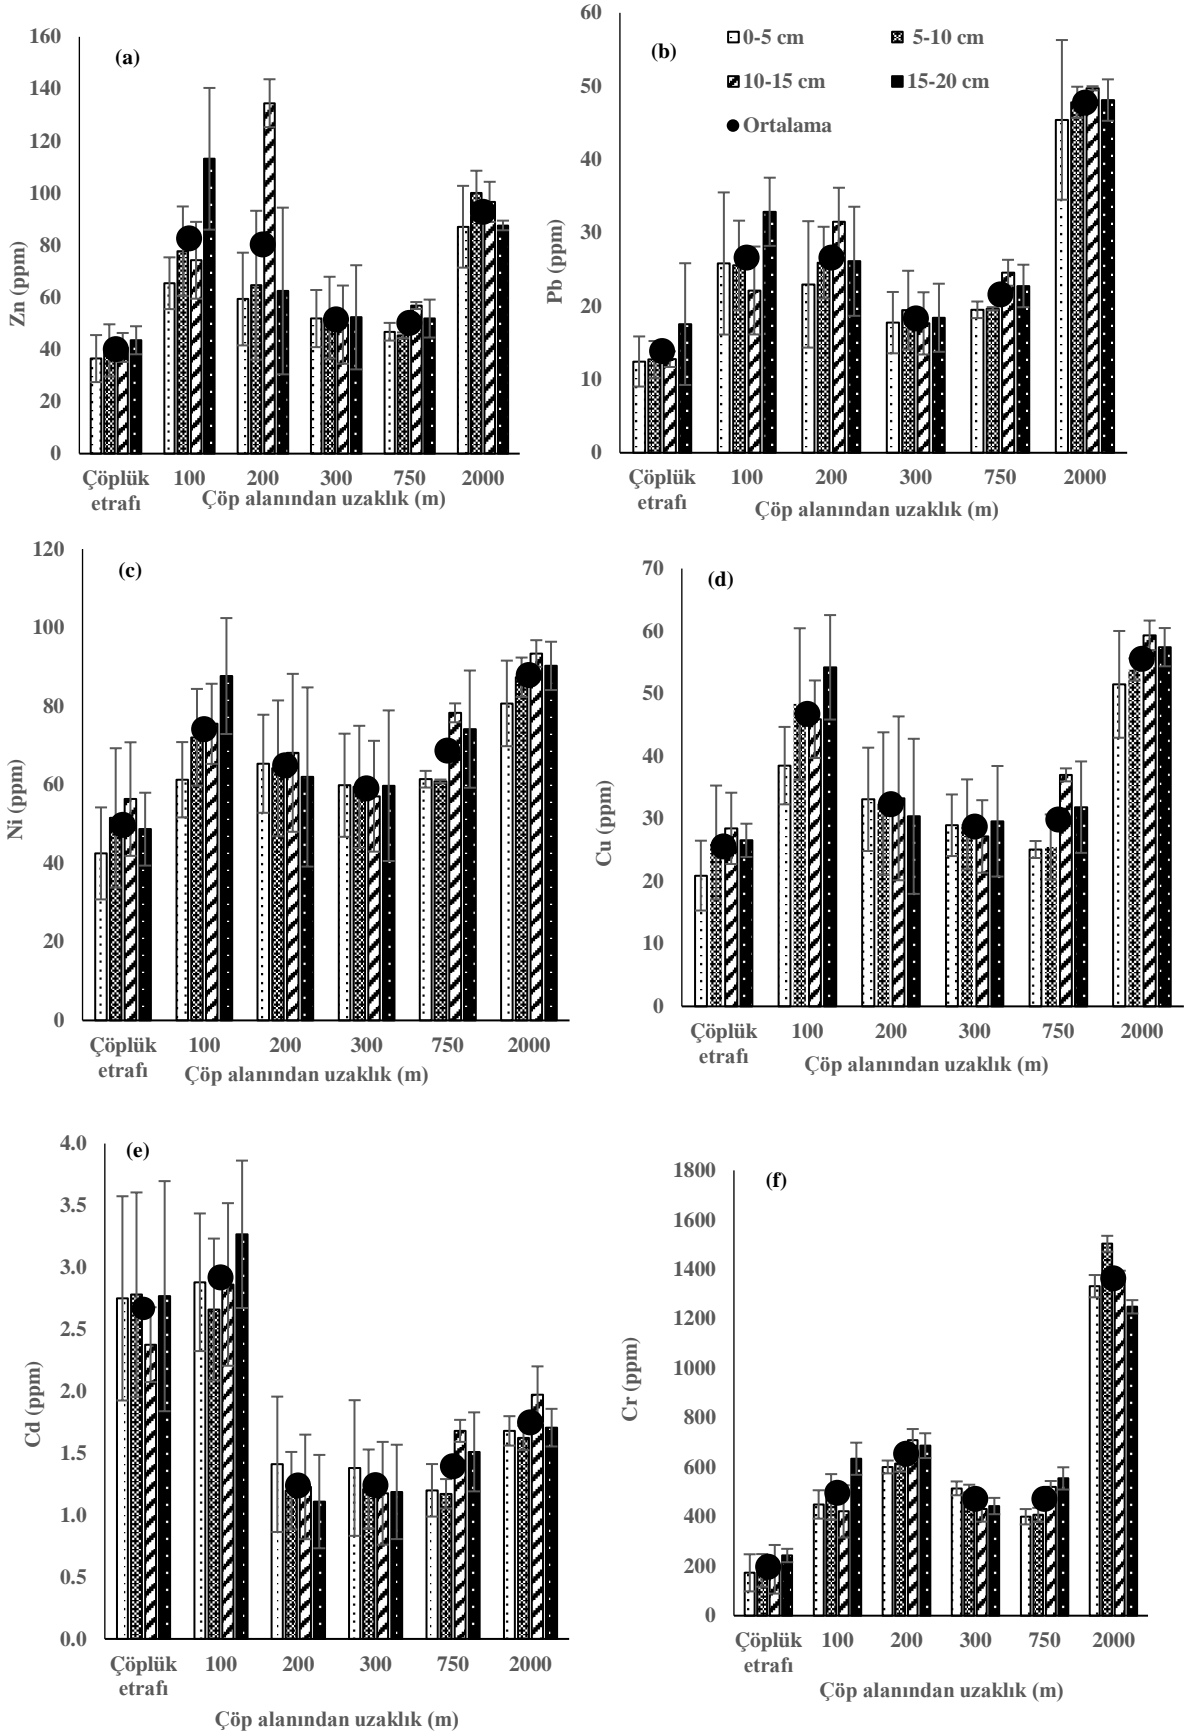 (a)
160
140
120
100
80
60
40
20
0
Zn (ppm)
Çöplük etrafı
100
200
300
750
2000
Çöp alanından uzaklık (m)
(b)
60
50
40
30
20
10
0
Pb (ppm)
0-5 cm
5-10 cm
10-15 cm
15-20 cm
Ortalama
Çöplük etrafı
100
200
300
750
2000
Çöp alanından uzaklık (m)
(c)
120
100
80
60
40
20
0
Ni (ppm)
Çöplük etrafı
100
200
300
750
2000
Çöp alanından uzaklık (m)
(d)
70
60
50
40
30
20
10
0
Cu (ppm)
Çöplük etrafı
100
200
300
750
2000
Çöp alanından uzaklık (m)
(e)
4.0
3.5
3.0
2.5
2.0
1.5
1.0
0.5
0.0
Cd (ppm)
Çöplük etrafı
100
200
300
750
2000
Çöp alanından uzaklık (m)
(f)
1800
1600
1400
1200
1000
800
600
400
200
0
Cr (ppm)
Çöplük etrafı
100
200
300
750
2000
Çöp alanından uzaklık (m)